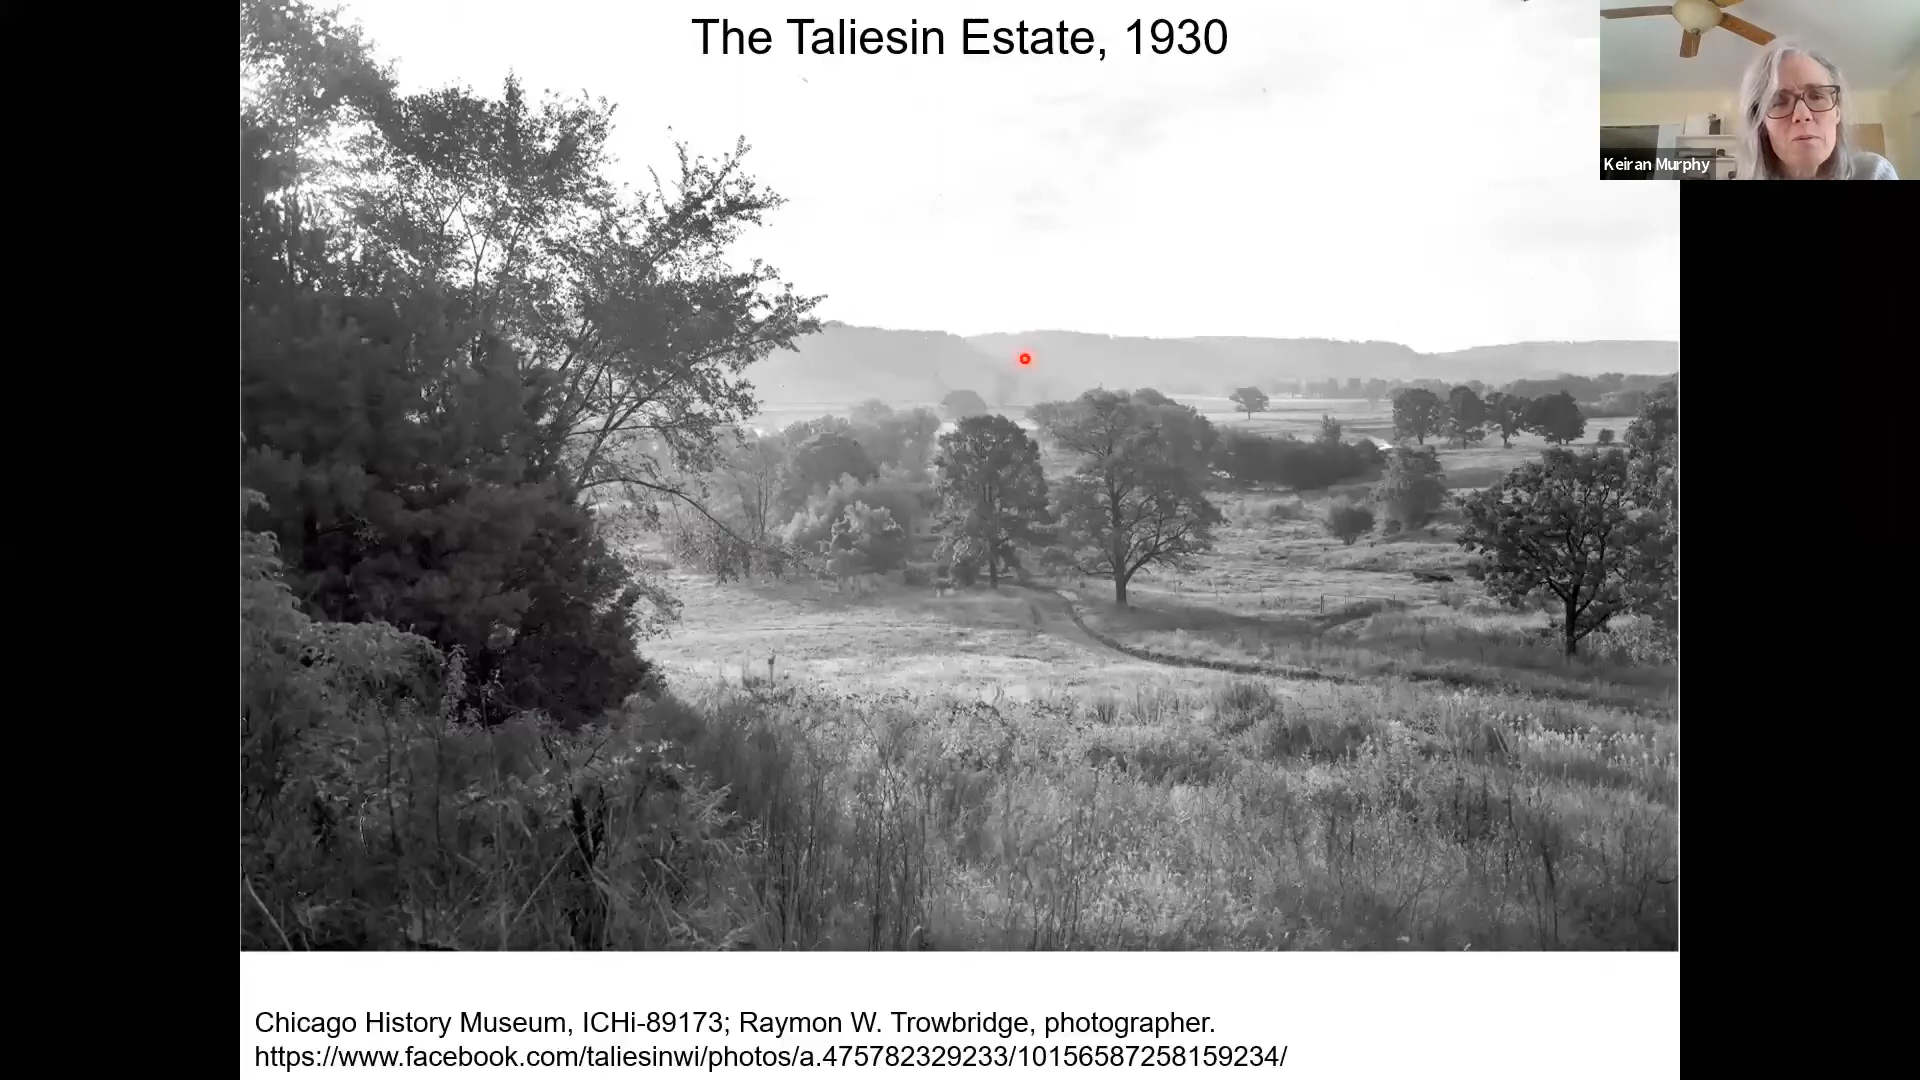 The Taliesin Estate, 1930
Keiran Murphy
Chicago History Museum, ICHi-89173; Raymon W. Trowbridge, photographer.
https://www.facebook.com/taliesinwi/photos/a.475782329233/10156587258159234/